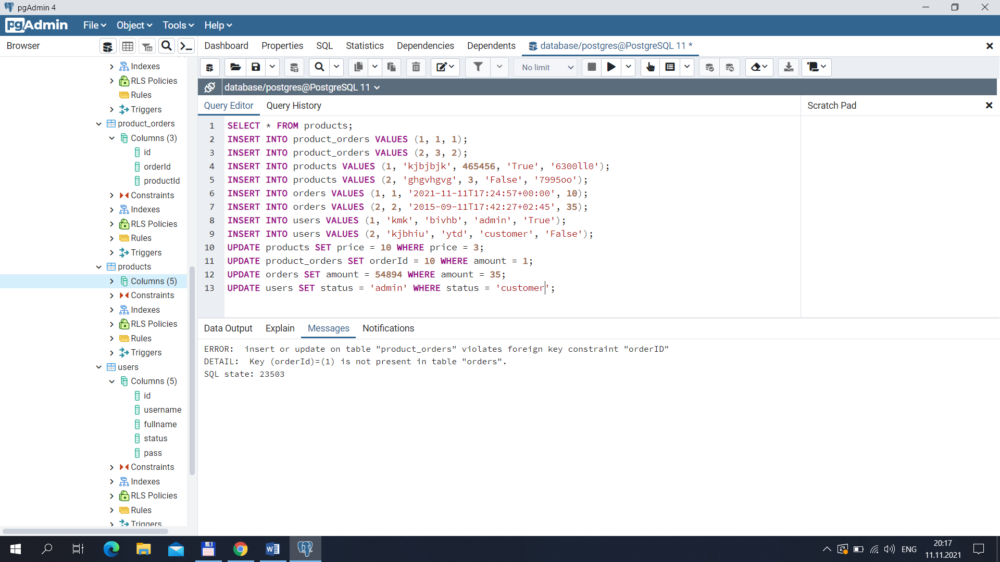 pgAdmin 4
pgAdmin File Object Tools Help
Browser
Dashboard Properties SQL Statistics Dependencies Dependents database/postgres@PostgreSQL 11 *
No limit
database/postgres@PostgreSQL 11
Query Editor Query History
Scratch Pad
Indexes
RLS Policies
Rules
Triggers
product_orders
Columns (3)
id
orderId
productId
Constraints
Indexes
RLS Policies
Rules
Triggers
products
Columns (5)
Constraints
Indexes
RLS Policies
Rules
Triggers
users
Columns (5)
id
username
fullname
status
pass
Constraints
Indexes
RLS Policies
Rules
Triggers
1 SELECT * FROM products;
2 INSERT INTO product_orders VALUES (1, 1, 1);
3 INSERT INTO product_orders VALUES (2, 3, 2);
4 INSERT INTO products VALUES (1, 'kjbjbjk', 465456, 'True', '6300ll0');
5 INSERT INTO products VALUES (2, 'ghgvhgvg', 3, 'False', '7995oo');
6 INSERT INTO orders VALUES (1, 1, '2021-11-11T17:24:57+00:00', 10);
7 INSERT INTO orders VALUES (2, 2, '2015-09-11T17:42:27+02:45', 35);
8 INSERT INTO users VALUES (1, 'kmk', 'bivhb', 'admin', 'True');
9 INSERT INTO users VALUES (2, 'kjbhiu', 'ytd', 'customer', 'False');
10 UPDATE products SET price = 10 WHERE price = 3;
11 UPDATE product_orders SET orderId = 10 WHERE amount = 1;
12 UPDATE orders SET amount = 54894 WHERE amount = 35;
13 UPDATE users SET status = 'admin' WHERE status = 'customer';
Data Output Explain Messages Notifications
ERROR: insert or update on table "product_orders" violates foreign key constraint "orderID"
DETAIL: Key (orderId)=(1) is not present in table "orders".
SQL state: 23503
ENG
20:17
11.11.2021